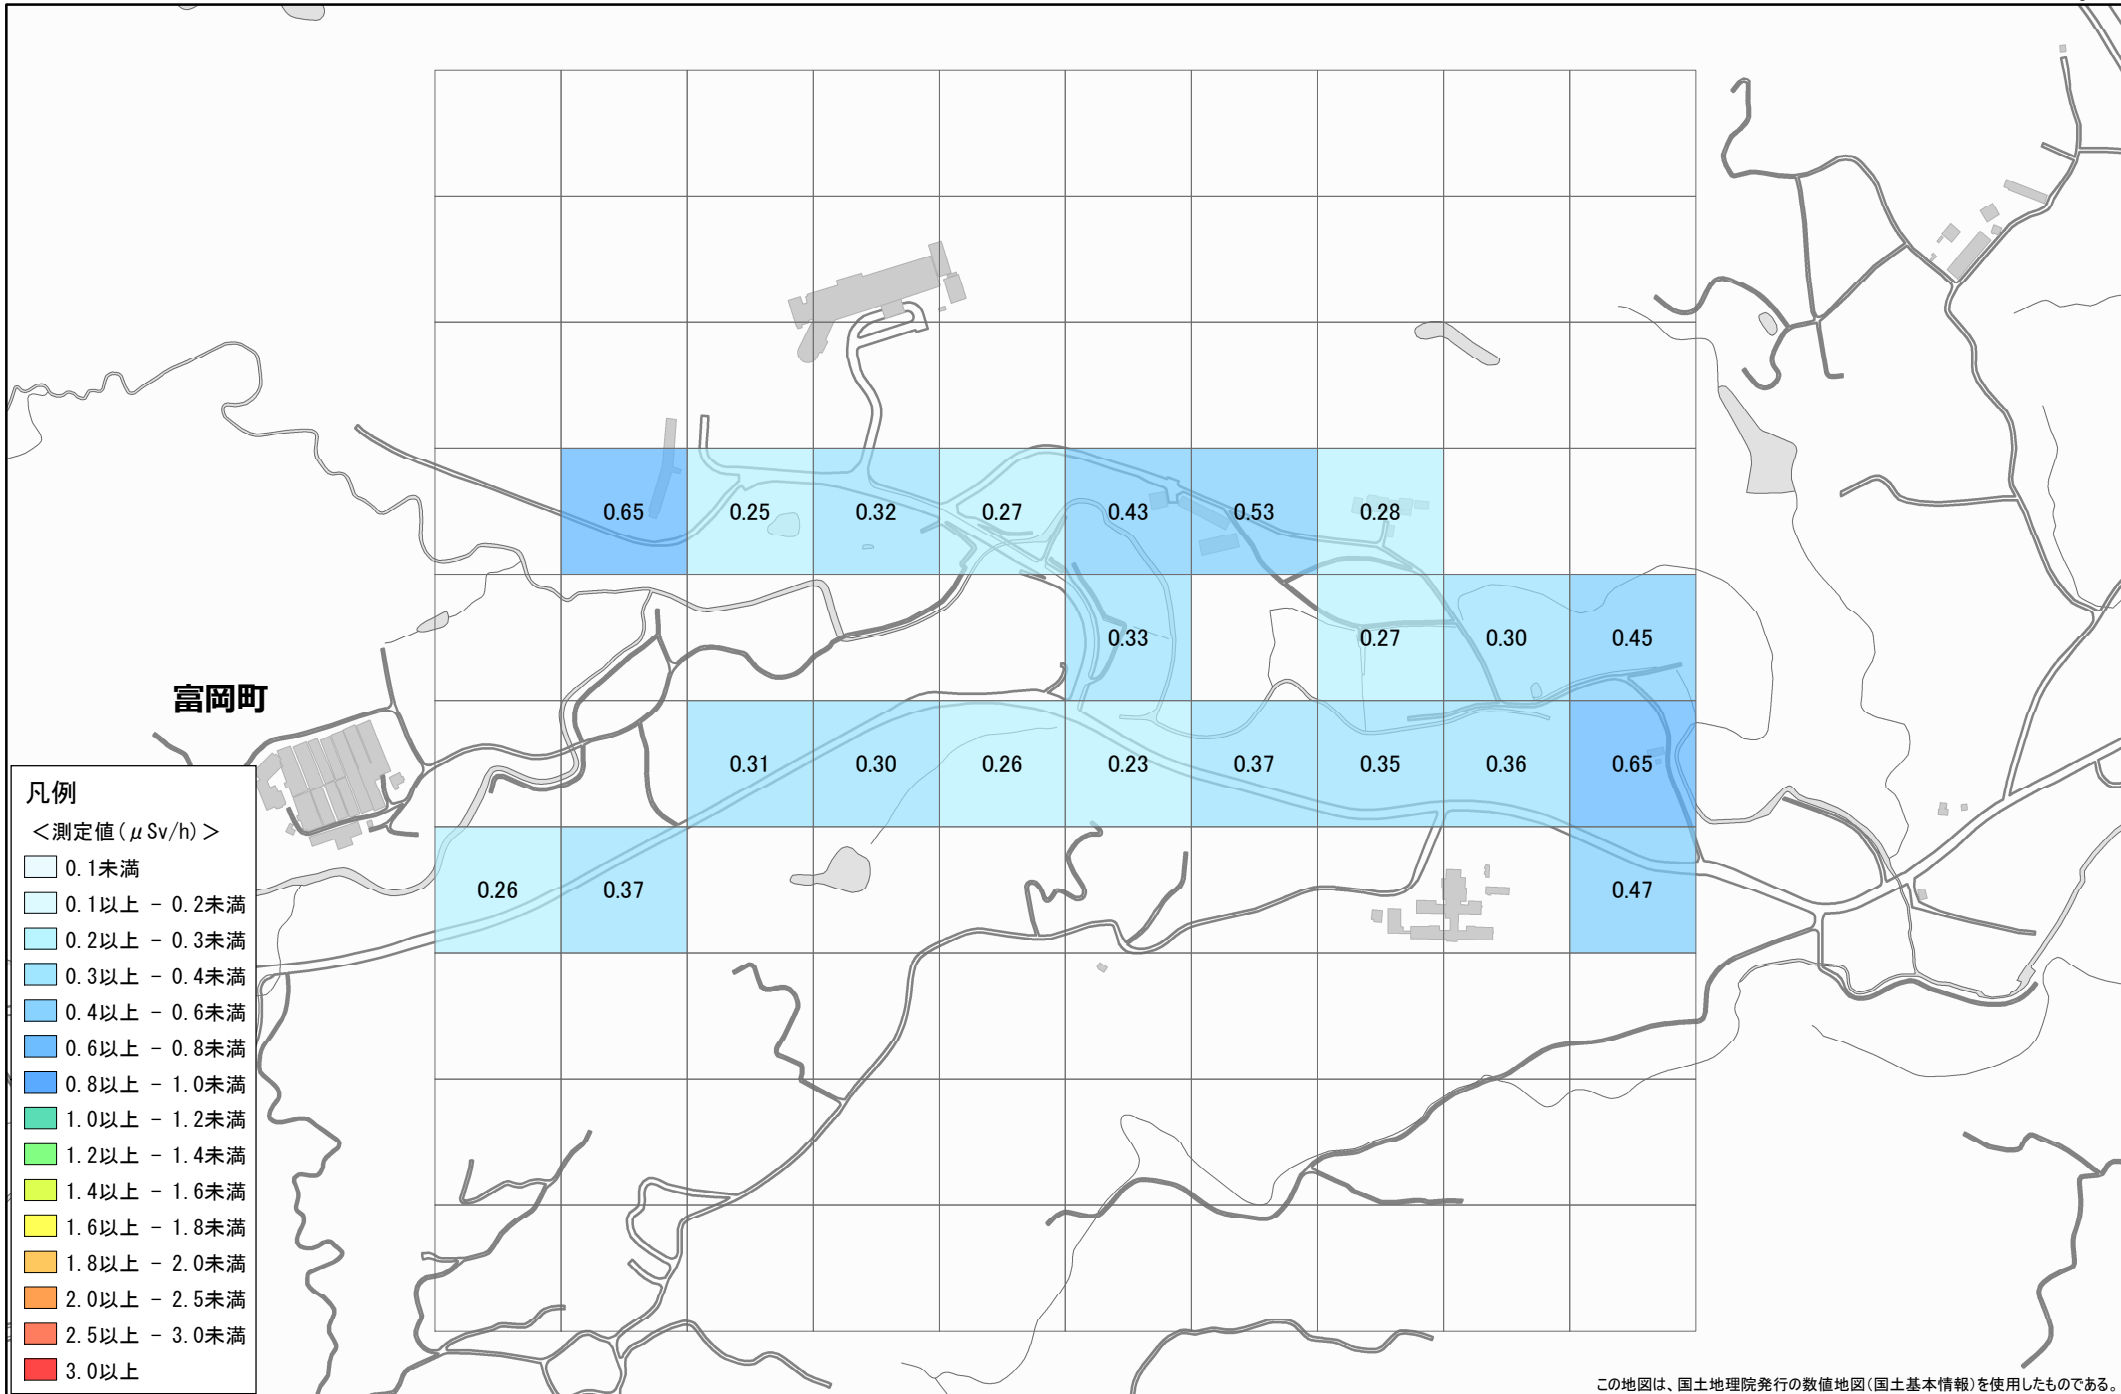 0.65 0.25 0.32 0.27 0.43 0.53 0.28
0.33 0.27 0.30 0.45
富岡町
0.31 0.30 0.26 0.23 0.37 0.35 0.36 0.65
0.26 0.37 0.47
凡例
＜測定値(μSv/h)＞
0.1未満
0.1以上 － 0.2未満
0.2以上 － 0.3未満
0.3以上 － 0.4未満
0.4以上 － 0.6未満
0.6以上 － 0.8未満
0.8以上 － 1.0未満
1.0以上 － 1.2未満
1.2以上 － 1.4未満
1.4以上 － 1.6未満
1.6以上 － 1.8未満
1.8以上 － 2.0未満
2.0以上 － 2.5未満
2.5以上 － 3.0未満
3.0以上
この地図は、国土地理院発行の数値地図(国土基本情報)を使用したものである。